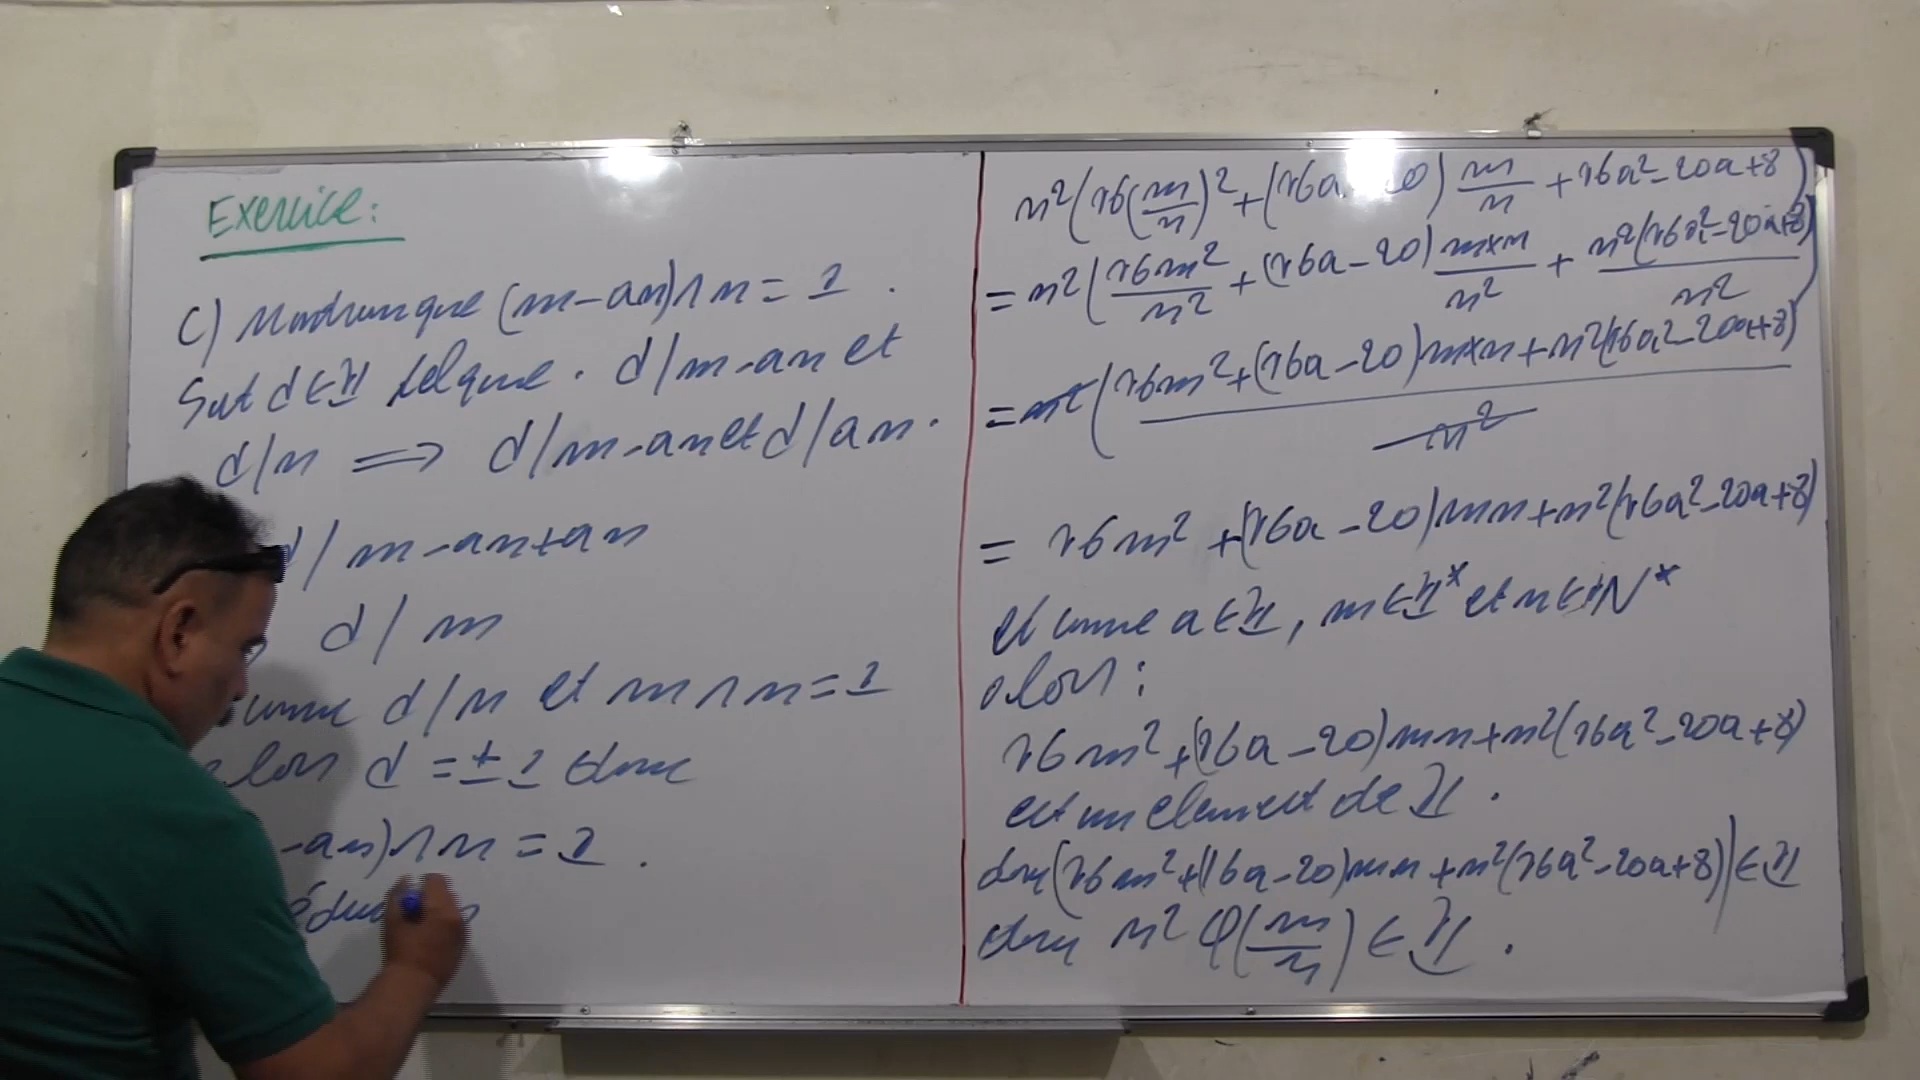 Exercice:
C) Montrons que (m-an)∧n = 1.
Soit d∈ℤ tel que. d/m-an et
d/n ⟹ d/m-an et d/an.
d/m-an+an
d/m
comme d/n et m∧n=1
alors d = ±1 donc
-an)∧n = 1.
n²(16(m/n)²+(16a-20)m/n+16a²-20a+8)
= n²(16m²/n²+(16a-20)m×n/n²+n²(16a²-20a+8)/n²)
= n²(16m²+(16a-20)m×n+n²(16a²-20a+8)/n²
= 16m²+(16a-20)mn+n²(16a²-20a+8)
et comme a∈ℤ, m∈ℤ* et n∈ℕ*
alors:
16m²+(16a-20)mn+n²(16a²-20a+8)
est un element de ℤ.
donc(16m²+(16a-20)mn+n²(16a²-20a+8))∈ℤ
donc n²φ(m/n)∈ℤ.